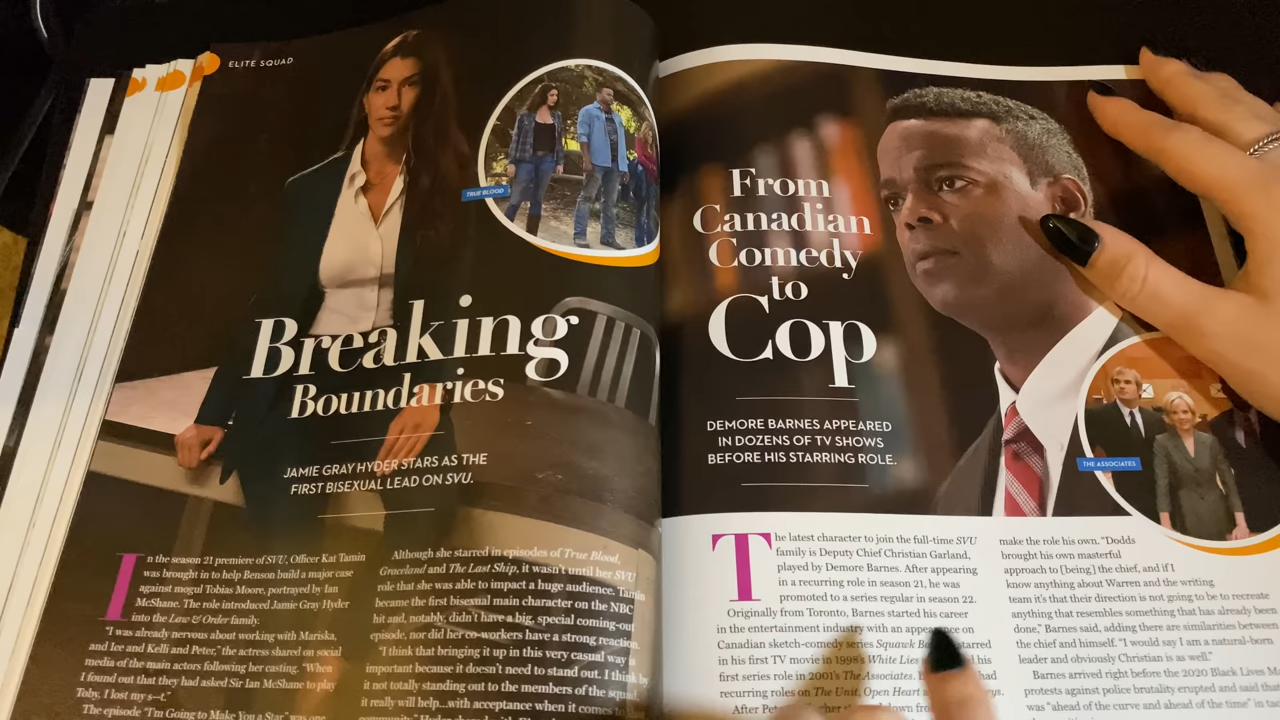 ELITE SQUAD
TRUE BLOOD
Breaking
Boundaries
JAMIE GRAY HYDER STARS AS THE
FIRST BISEXUAL LEAD ON SVU.
In the season 21 premiere of SVU, Officer Kat Tamin
was brought in to help Benson build a major case
against mogul Tobias Moore, portrayed by Ian
McShane. The role introduced Jamie Gray Hyder
into the Law & Order family.
"I was already nervous about working with Mariska,
and Ice and Kelli and Peter," the actress shared on social
media of the main actors following her casting. "When
I found out that they had asked Sir Ian McShane to play
Toby, I lost my s—t."
The episode "I'm Going to Make You a Star" was one
Although she starred in episodes of True Blood,
Graceland and The Last Ship, it wasn't until her SVU
role that she was able to impact a huge audience. Tamin
became the first bisexual main character on the NBC
hit and, notably, didn't have a big, special coming-out
episode, nor did her co-workers have a strong reaction.
"I think that bringing it up in this very casual way is
important because it doesn't need to stand out. I think by
it not totally standing out to the members of the squad,
it really will help...with acceptance when it comes to
From
Canadian
Comedy
to
Cop
DEMORE BARNES APPEARED
IN DOZENS OF TV SHOWS
BEFORE HIS STARRING ROLE.
THE ASSOCIATES
The latest character to join the full-time SVU
family is Deputy Chief Christian Garland,
played by Demore Barnes. After appearing
in a recurring role in season 21, he was
promoted to a series regular in season 22.
Originally from Toronto, Barnes started his career
in the entertainment industry with an appearance on
Canadian sketch-comedy series Squawk starred
in his first TV movie in 1998's White Lies his
first series role in 2001's The Associates. had
recurring roles on The Unit, Open Heart
After
make the role his own. "Dodds
brought his own masterful
approach to [being] the chief, and if I
know anything about Warren and the writing
team it's that their direction is not going to be to recreate
anything that resembles something that has already been
done," Barnes said, adding there are similarities between
the chief and himself. "I would say I am a natural-born
leader and obviously Christian is as well."
Barnes arrived right before the 2020 Black Lives
protests against police brutality erupted and said that
was "ahead of the curve and ahead of the time" in